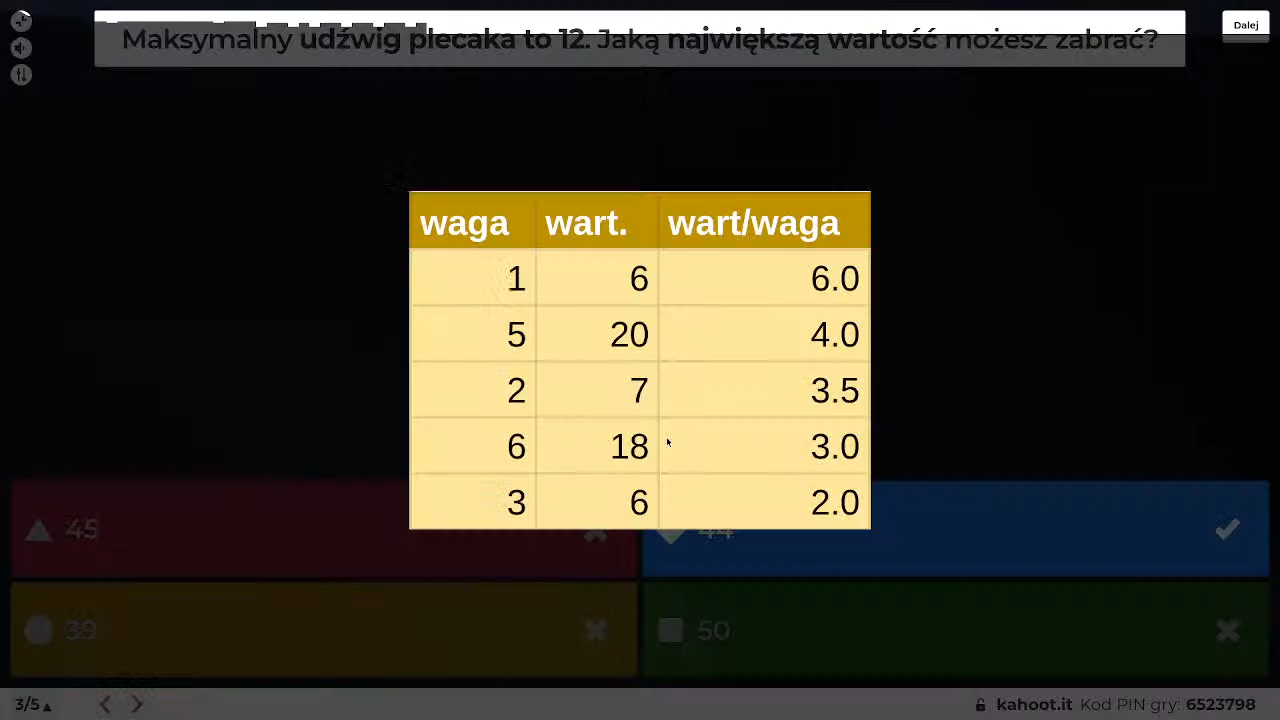 Maksymalny udźwig plecaka to 12. Jaką największą wartość możesz zabrać?
Dalej
waga wart. wart/waga
1 6 6.0
5 20 4.0
2 7 3.5
6 18 3.0
3 6 2.0
45
44
39
50
3/5
kahoot.it Kod PIN gry: 6523798